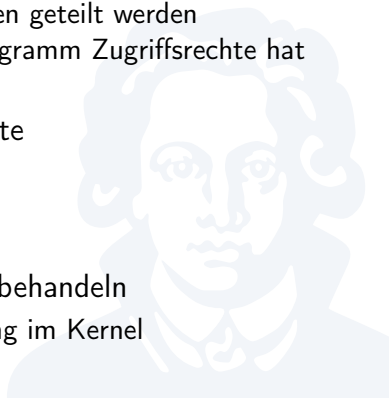 en geteilt werden
gramm Zugriffsrechte hat
te
behandeln
ng im Kernel